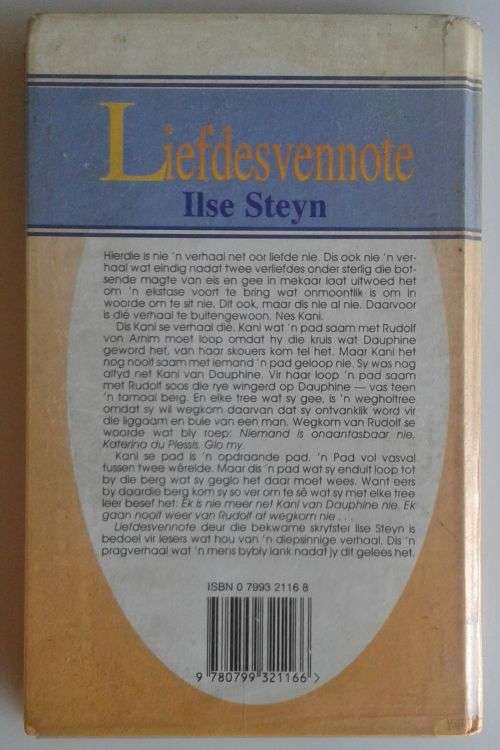 Liefdesvennote
Ilse Steyn
Hierdie is nie 'n verhaal net oor liefde nie. Dis ook nie 'n ver-
haal wat eindig nadat twee verliefdes onder sterlig die bot-
sende magte van eis en gee in mekaar laat uitwoed het
om 'n ekstase voort te bring wat onmoontlik is om in
woorde om te sit nie. Dit ook, maar dis nie al nie. Daarvoor
is dié verhaal te buitengewoon. Nes Kani.
Dis Kani se verhaal dié. Kani wat 'n pad saam met Rudolf
von Arnim moet loop omdat hy die kruis wat Dauphine
geword het, van haar skouers kom tel het. Maar Kani het
nog nooit saam met iemand 'n pad geloop nie. Sy was nog
altyd net Kani van Dauphine. Vir háár loop 'n pad saam
met Rudolf soos die rye wingerd op Dauphine — vas teen
'n tamaai berg. En elke tree wat sy gee, is 'n wegholtree
omdat sy wil wegkom daarvan dat sy ontvanklik word vir
die liggaam en buie van een man. Wegkom van Rudolf se
woorde wat bly roep: Niemand is onaantasbaar nie,
Katerina du Plessis. Glo my.
Kani se pad is 'n opdraande pad. 'n Pad vol vasval
tussen twee wêrelde. Maar dis 'n pad wat sy enduit loop tot
by die berg wat sy geglo het daar moet wees. Want eers
by daardie berg kom sy so ver om te sê wat sy met elke tree
leer besef het: Ek is nie meer net Kani van Dauphine nie. Ek
gaan nooit weer van Rudolf af wegkom nie . . .
Liefdesvennote deur die bekwame skryfster Ilse Steyn is
bedoel vir lesers wat hou van 'n diepsinnige verhaal. Dis 'n
pragverhaal wat 'n mens bybly lank nadat jy dit gelees het.
ISBN 0 7993 2116 8
9 780799 321166 >